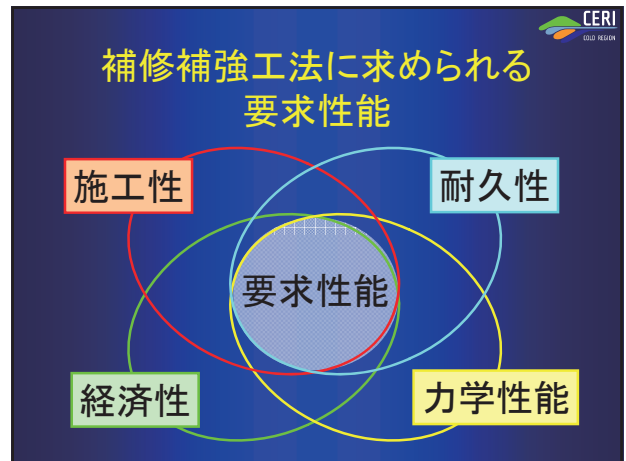 CERI
COLD REGION
補修補強工法に求められる
要求性能
施工性
耐久性
要求性能
経済性
力学性能